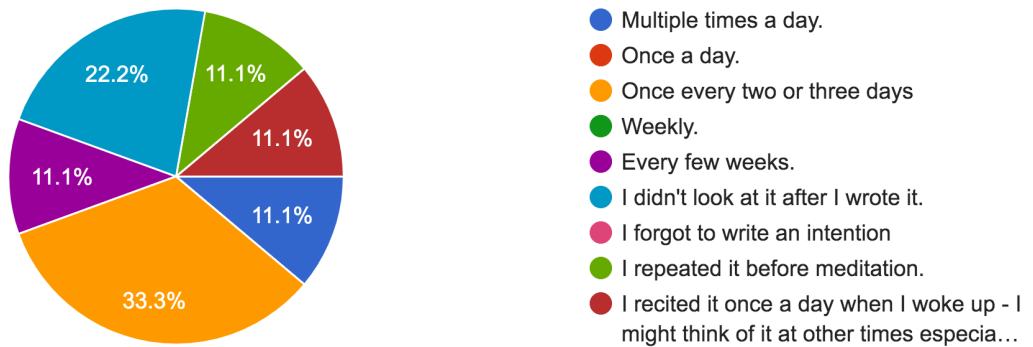 22.2%
11.1%
11.1%
11.1%
11.1%
33.3%
Multiple times a day.
Once a day.
Once every two or three days
Weekly.
Every few weeks.
I didn't look at it after I wrote it.
I forgot to write an intention
I repeated it before meditation.
I recited it once a day when I woke up - I
might think of it at other times especia…